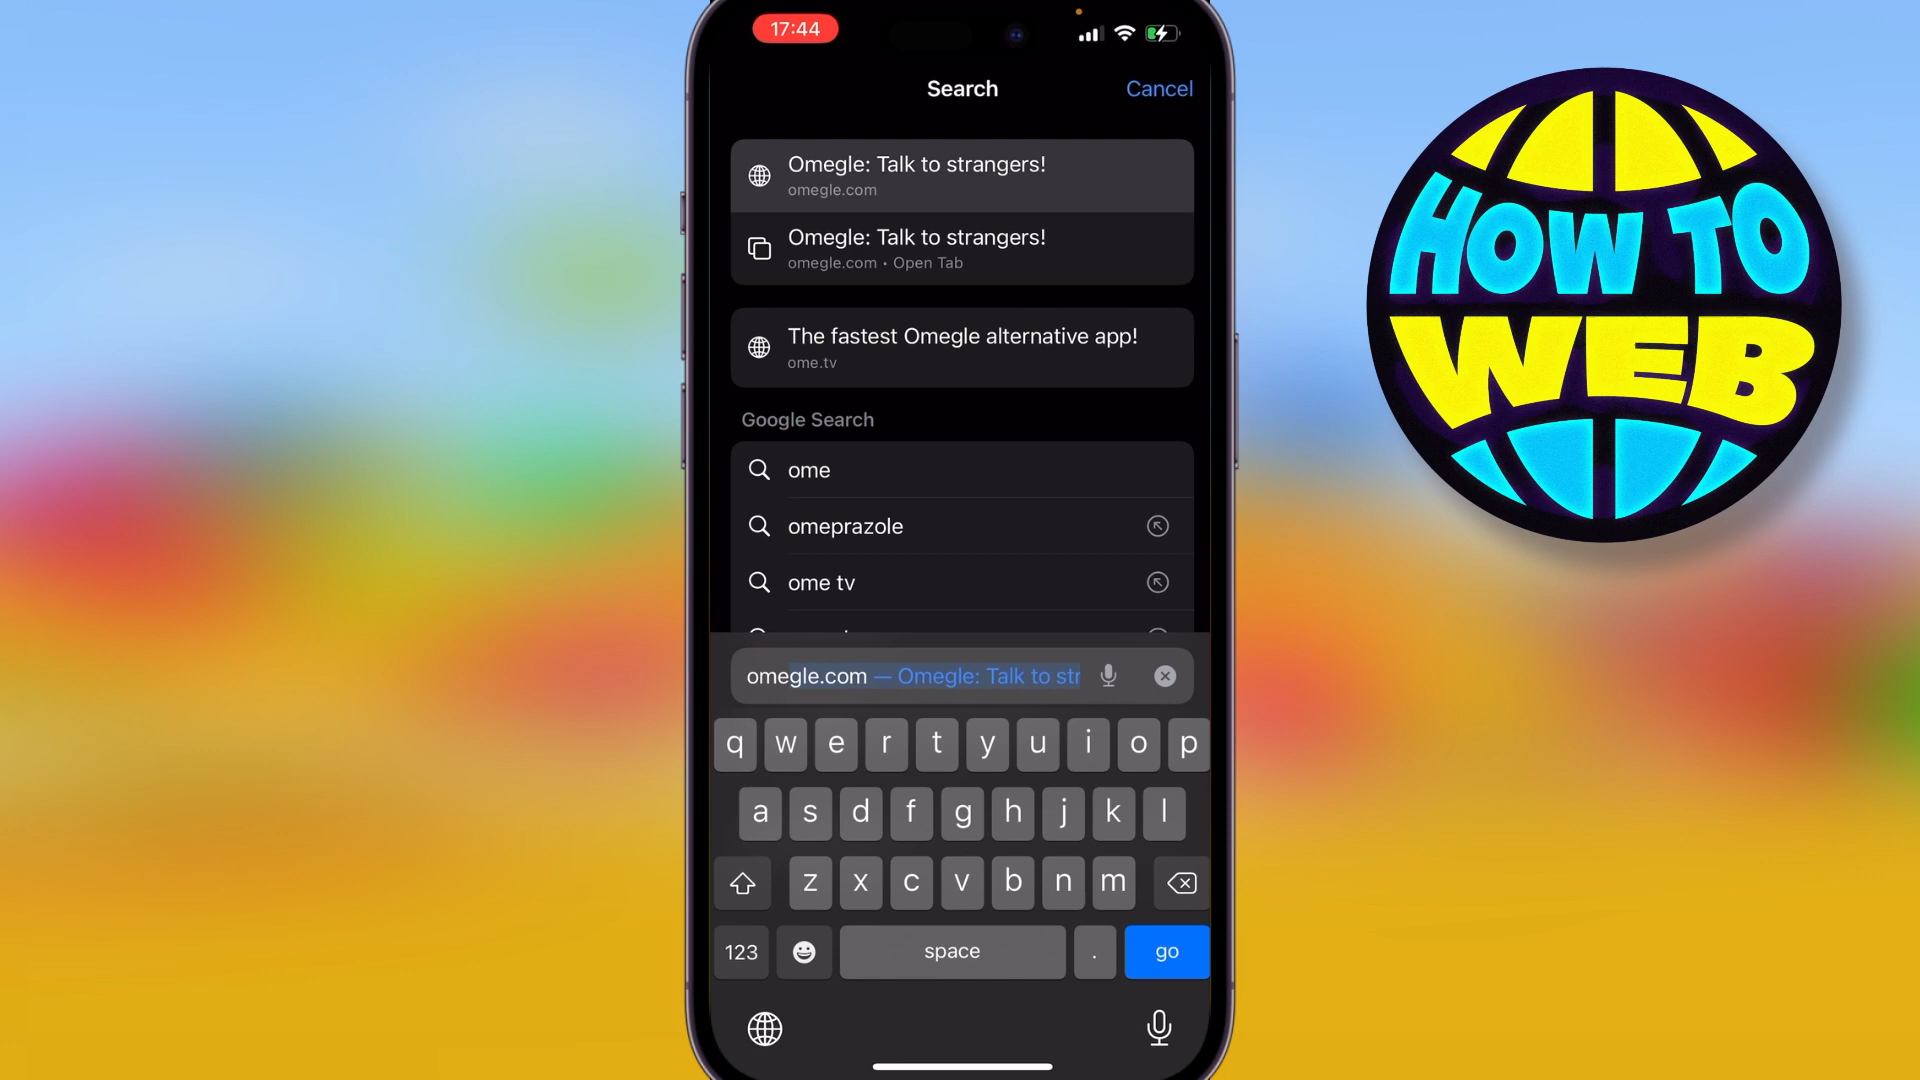 17:44
Search
Cancel
Omegle: Talk to strangers!
omegle.com
Omegle: Talk to strangers!
omegle.com • Open Tab
The fastest Omegle alternative app!
ome.tv
Google Search
ome
omeprazole
ome tv
omegle.com — Omegle: Talk to str
q w e r t y u i o p
a s d f g h j k l
z x c v b n m
123 space . go
HOW TO
WEB